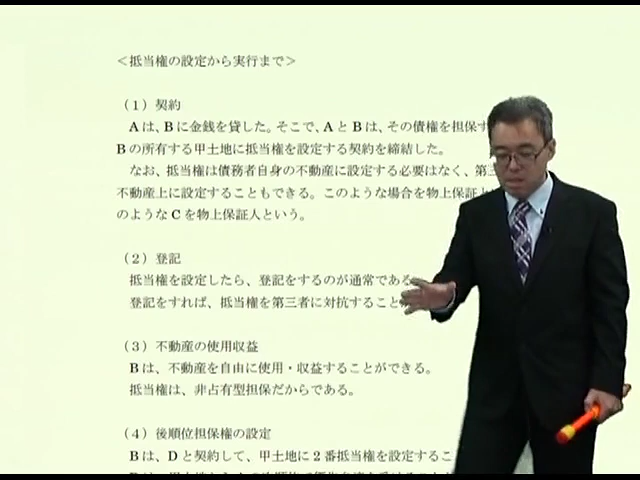 ＜抵当権の設定から実行まで＞
（１）契約
Ａは、Ｂに金銭を貸した。そこで、ＡとＢは、その債権を担保す
Ｂの所有する甲土地に抵当権を設定する契約を締結した。
なお、抵当権は債務者自身の不動産に設定する必要はなく、第三
不動産上に設定することもできる。このような場合を物上保証と
のようなＣを物上保証人という。
（２）登記
抵当権を設定したら、登記をするのが通常である
登記をすれば、抵当権を第三者に対抗すること
（３）不動産の使用収益
Ｂは、不動産を自由に使用・収益することができる。
抵当権は、非占有型担保だからである。
（４）後順位担保権の設定
Ｂは、Ｄと契約して、甲土地に２番抵当権を設定するこ